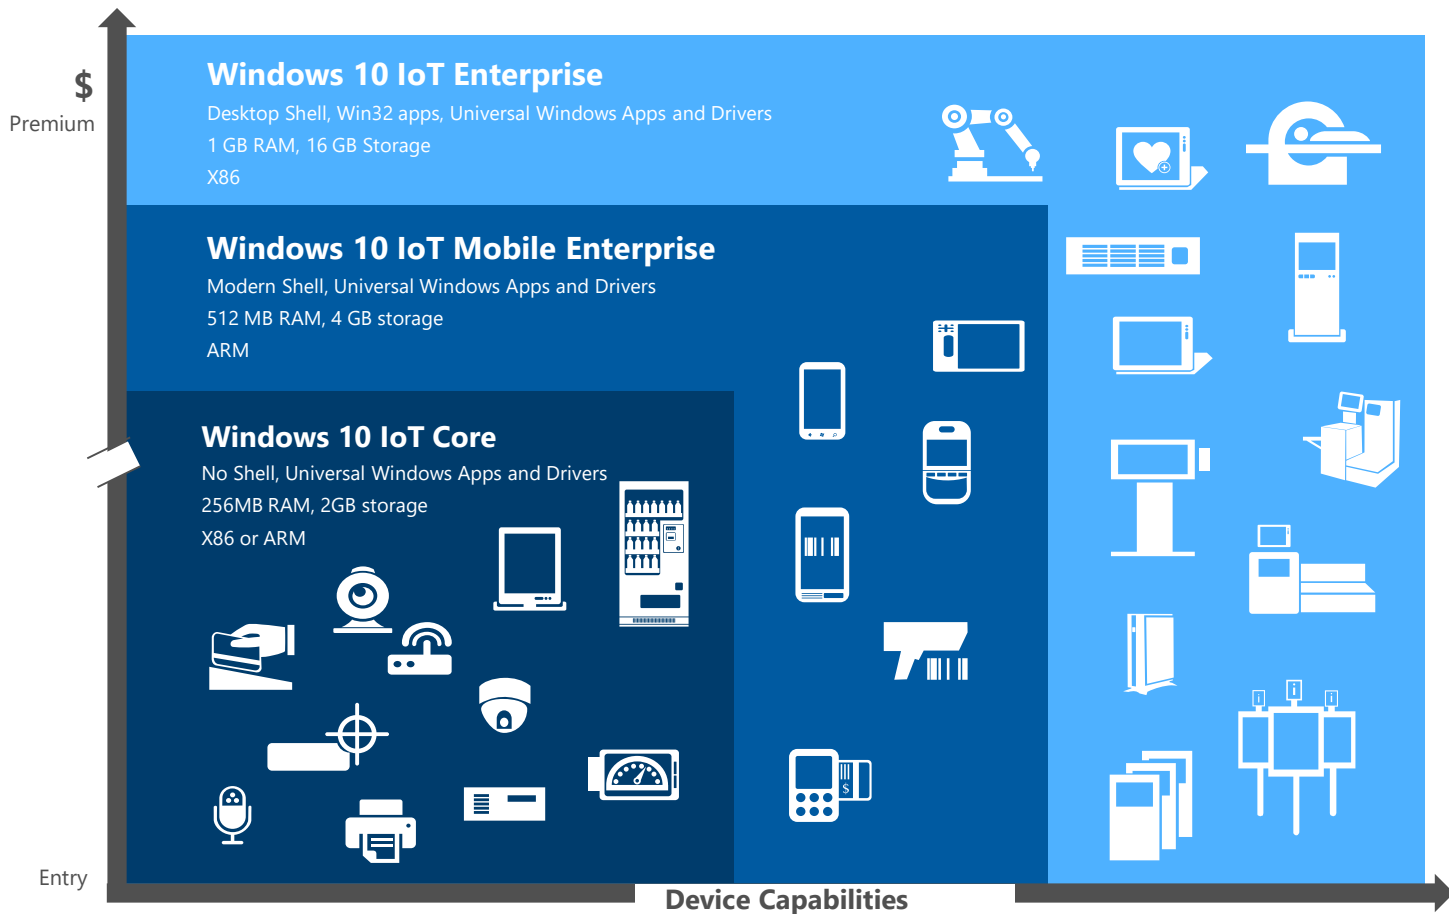 $
Premium
Windows 10 IoT Enterprise
Desktop Shell, Win32 apps, Universal Windows Apps and Drivers
1 GB RAM, 16 GB Storage
X86
Windows 10 IoT Mobile Enterprise
Modern Shell, Universal Windows Apps and Drivers
512 MB RAM, 4 GB storage
ARM
Windows 10 IoT Core
No Shell, Universal Windows Apps and Drivers
256MB RAM, 2GB storage
X86 or ARM
i
i
i
$
Entry
Device Capabilities